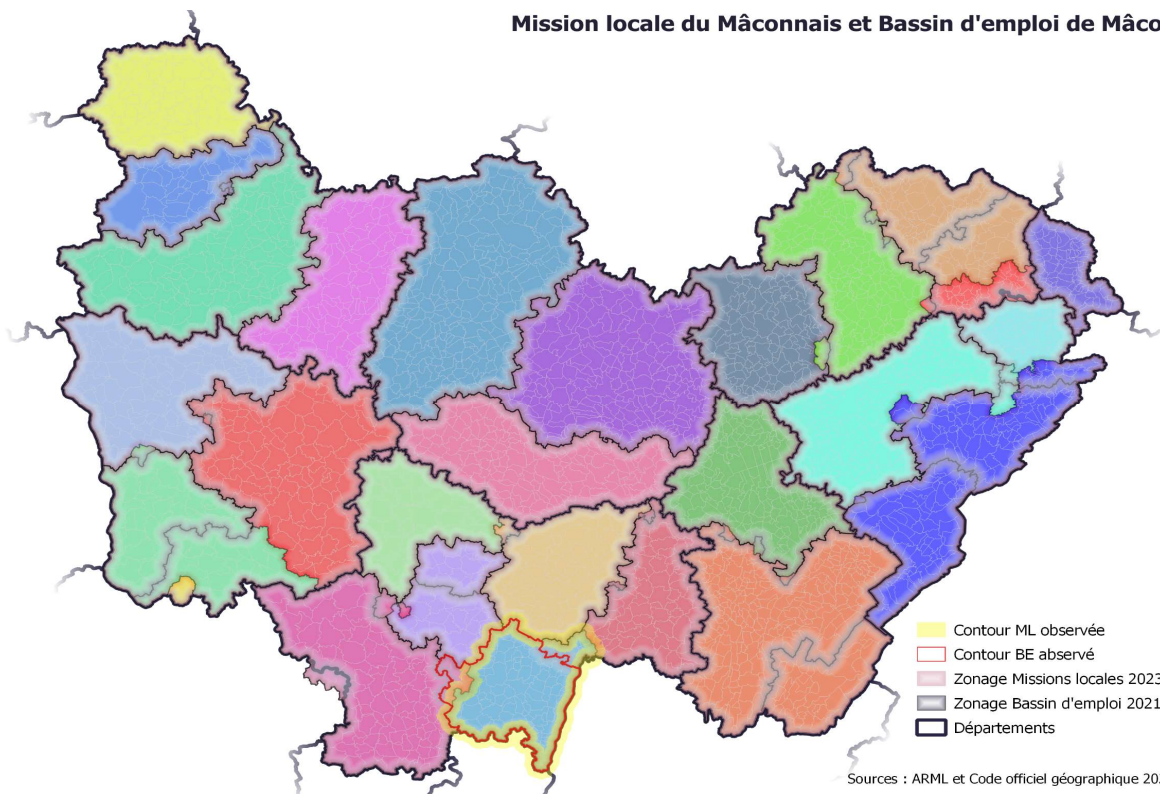 Mission locale du Mâconnais et Bassin d'emploi de Mâco
Contour ML observée
Contour BE abservé
Zonage Missions locales 2023
Zonage Bassin d'emploi 2021
Départements
Sources : ARML et Code officiel géographique 20